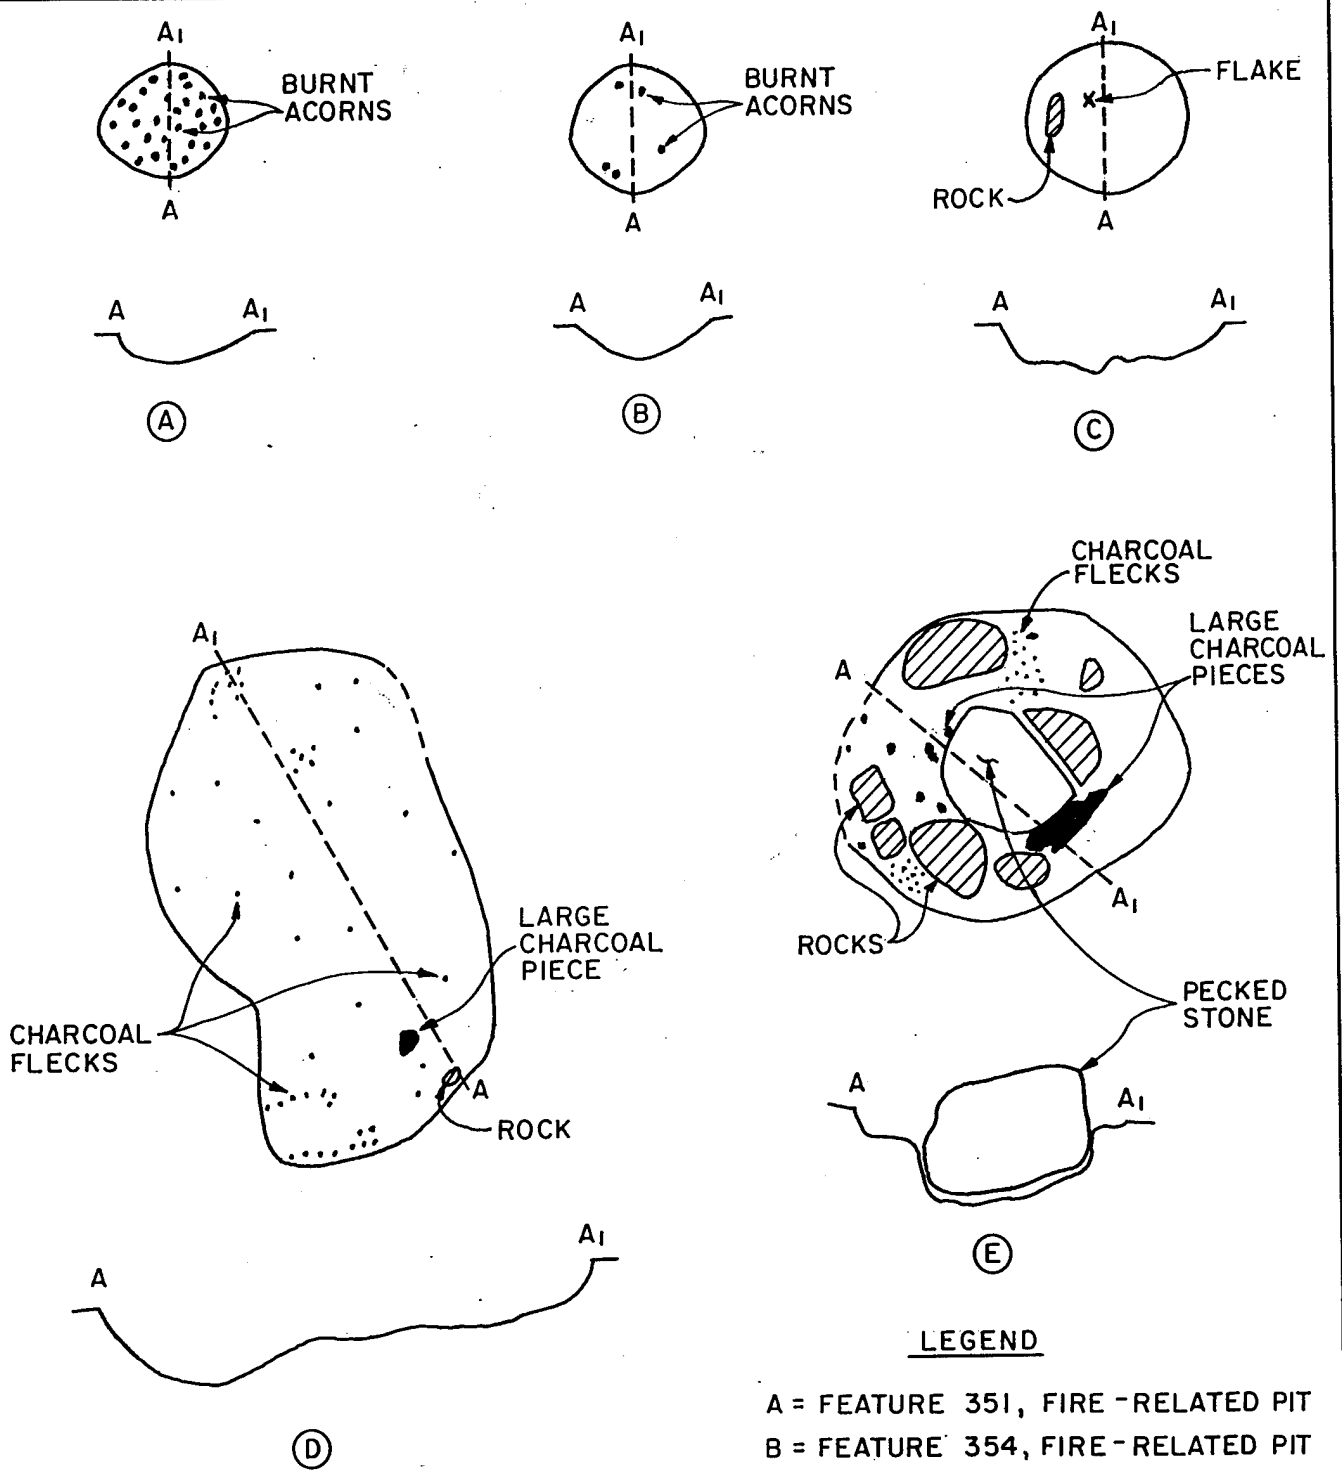 A1
BURNT
ACORNS
A
A A1
A
A1
BURNT
ACORNS
A
A A1
B
A1
FLAKE
ROCK
A
A A1
C
A1
LARGE
CHARCOAL
PIECE
CHARCOAL
FLECKS
A
ROCK
A A1
D
CHARCOAL
FLECKS
LARGE
CHARCOAL
PIECES
A
A1
ROCKS
PECKED
STONE
A A1
E
LEGEND
A = FEATURE 351, FIRE-RELATED PIT
B = FEATURE 354, FIRE-RELATED PIT